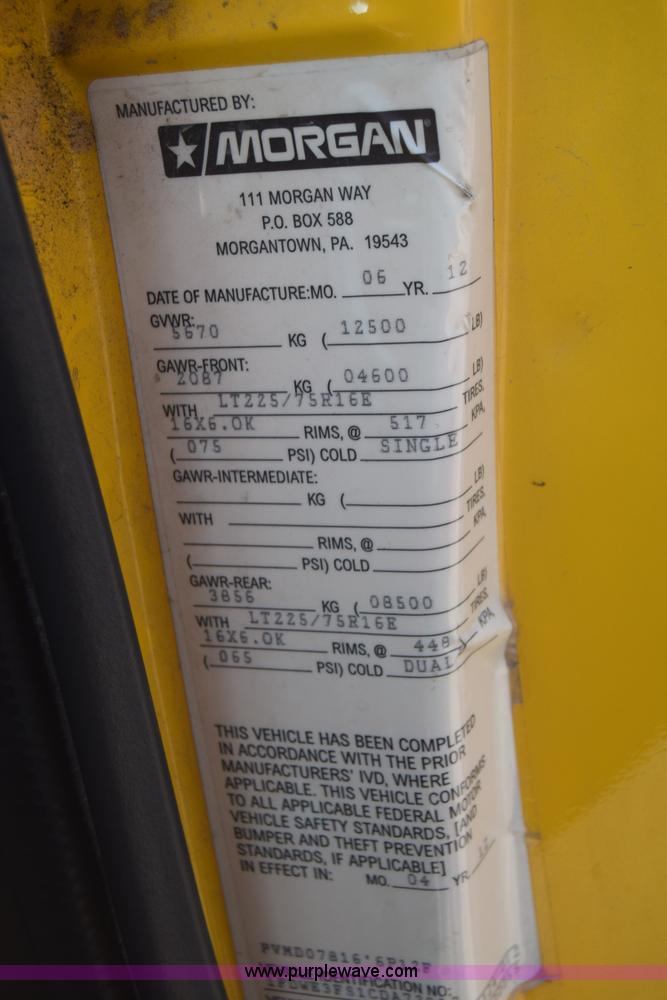 MANUFACTURED BY:
MORGAN
111 MORGAN WAY
P.O. BOX 588
MORGANTOWN, PA. 19543
DATE OF MANUFACTURE:MO. 06 YR. 12
GVWR:
5670 KG ( 12500 LB)
GAWR-FRONT:
2087 KG ( 04600 LB)
WITH LT225/75R16E TIRES,
16X6.0K RIMS, @ 517 KPA,
( 075 PSI) COLD SINGLE
GAWR-INTERMEDIATE:
KG ( LB)
WITH TIRES,
RIMS, @ KPA,
( PSI) COLD
GAWR-REAR:
3856 KG ( 08500 LB)
WITH LT225/75R16E TIRES,
16X6.0K RIMS, @ 448 KPA,
( 065 PSI) COLD DUAL
THIS VEHICLE HAS BEEN COMPLETED
IN ACCORDANCE WITH THE PRIOR
MANUFACTURERS' IVD, WHERE
APPLICABLE. THIS VEHICLE CONFORMS
TO ALL APPLICABLE FEDERAL MOTOR
VEHICLE SAFETY STANDARDS, [AND
BUMPER AND THEFT PREVENTION
STANDARDS, IF APPLICABLE]
IN EFFECT IN: MO. 04 YR. 12
IDENTIFICATION NO:
www.purplewave.com